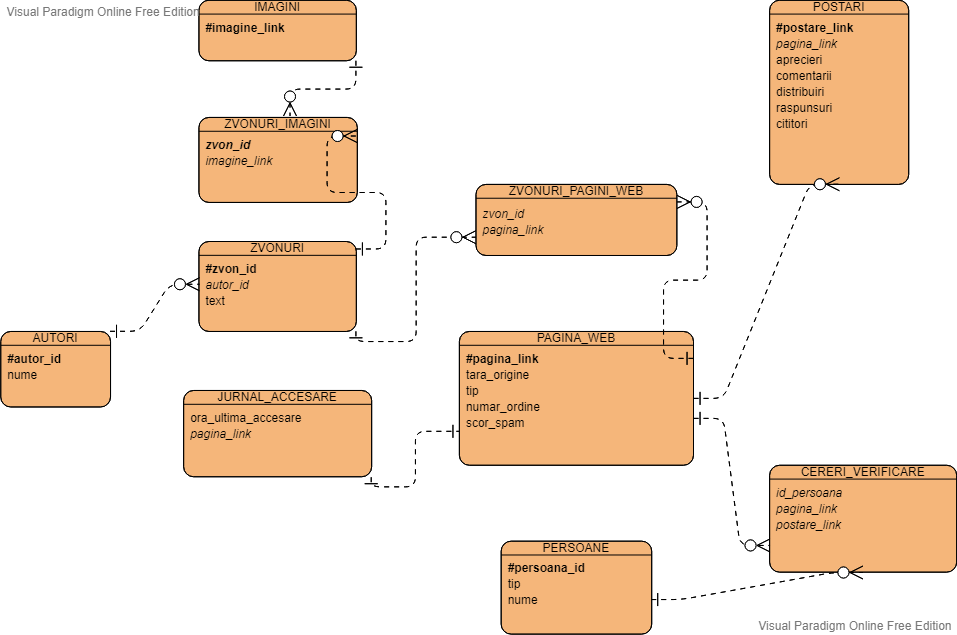 Visual Paradigm Online Free Edition
IMAGINI
#imagine_link
ZVONURI_IMAGINI
zvon_id
imagine_link
ZVONURI
#zvon_id
autor_id
text
AUTORI
#autor_id
nume
JURNAL_ACCESARE
ora_ultima_accesare
pagina_link
ZVONURI_PAGINI_WEB
zvon_id
pagina_link
PAGINA_WEB
#pagina_link
tara_origine
tip
numar_ordine
scor_spam
PERSOANE
#persoana_id
tip
nume
POSTARI
#postare_link
pagina_link
aprecieri
comentarii
distribuiri
raspunsuri
cititori
CERERI_VERIFICARE
id_persoana
pagina_link
postare_link
Visual Paradigm Online Free Edition